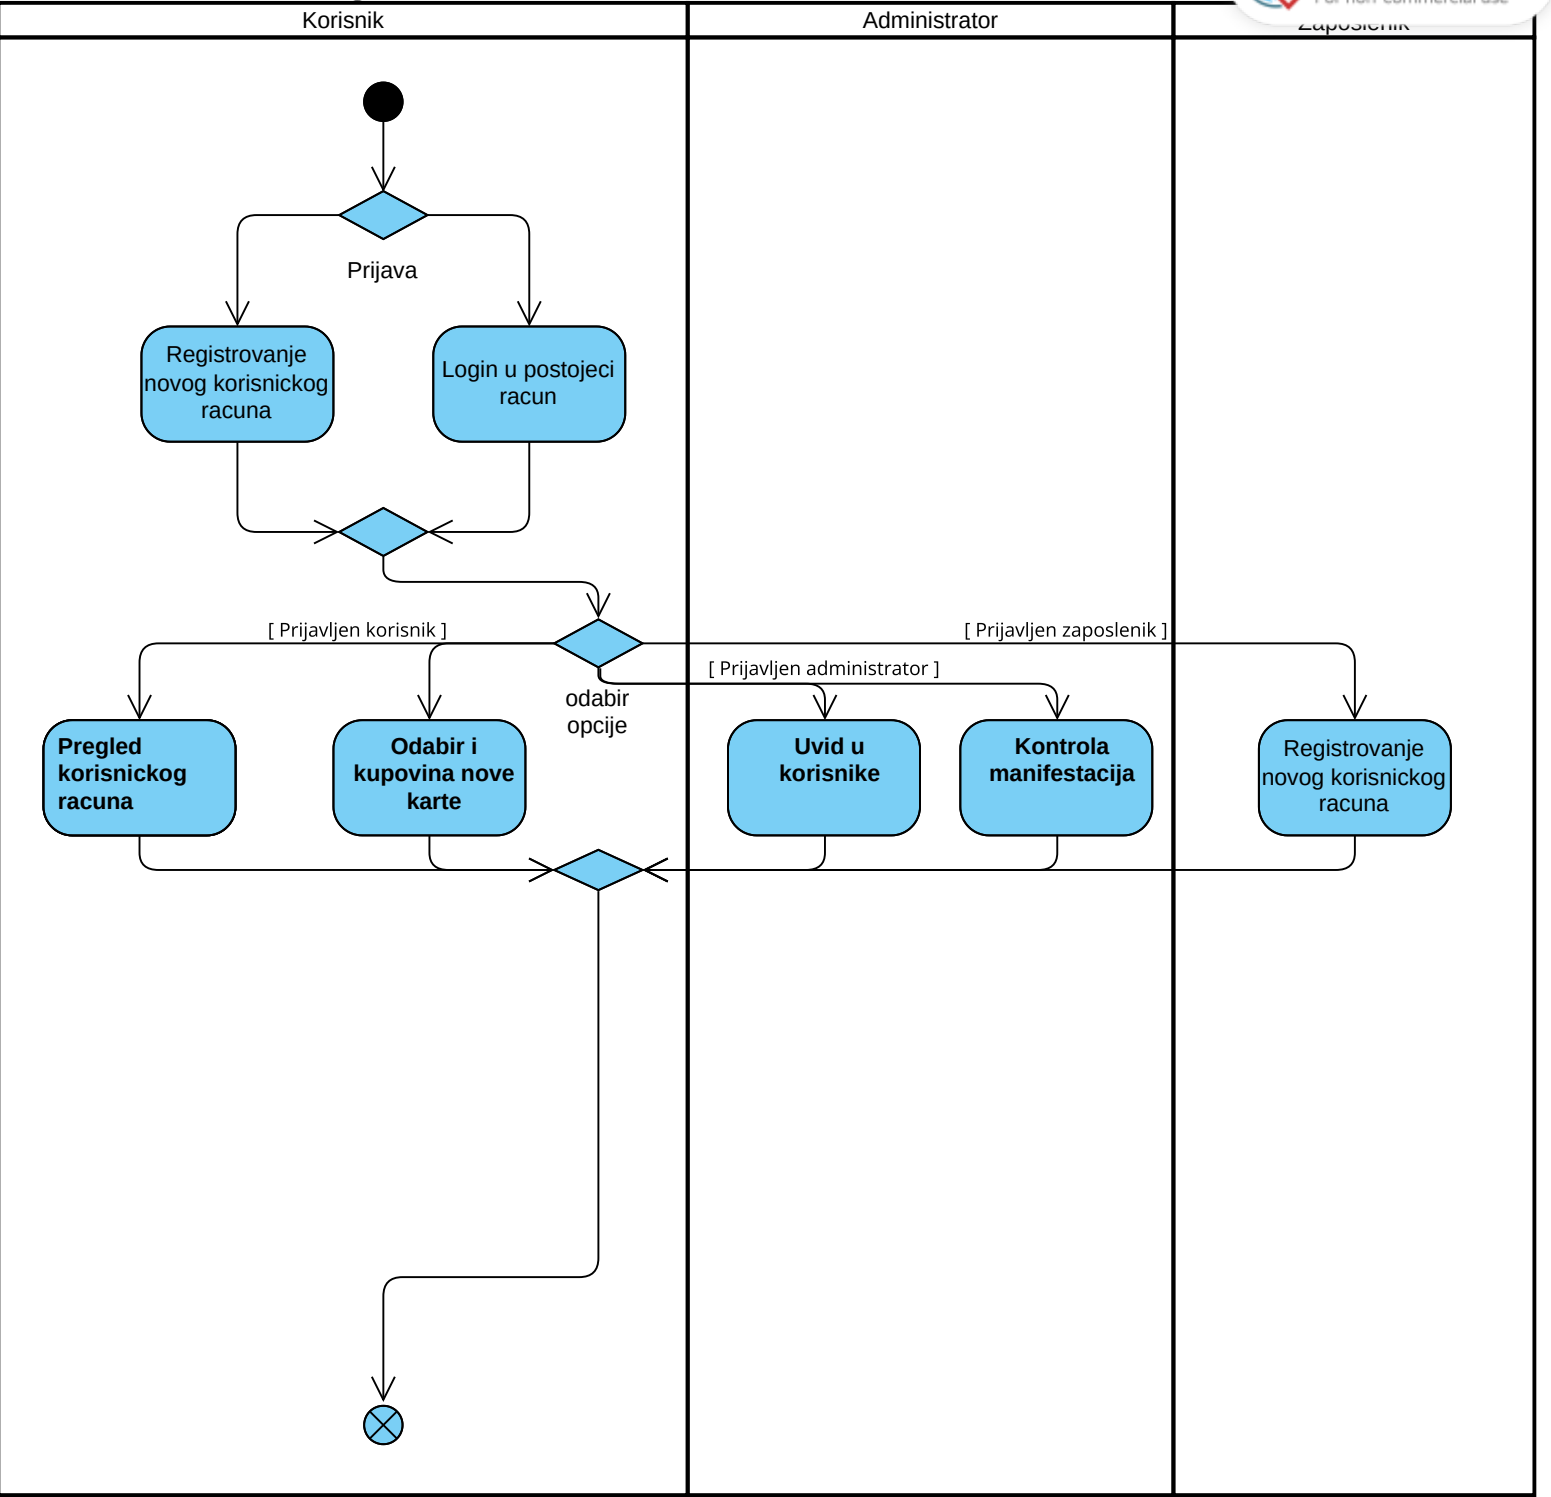 Korisnik
Administrator
Zaposlenik
Prijava
Registrovanje
novog korisnickog
racuna
Login u postojeci
racun
[ Prijavljen korisnik ]
[ Prijavljen zaposlenik ]
[ Prijavljen administrator ]
odabir
opcije
Pregled
korisnickog
racuna
Odabir i
kupovina nove
karte
Uvid u
korisnike
Kontrola
manifestacija
Registrovanje
novog korisnickog
racuna